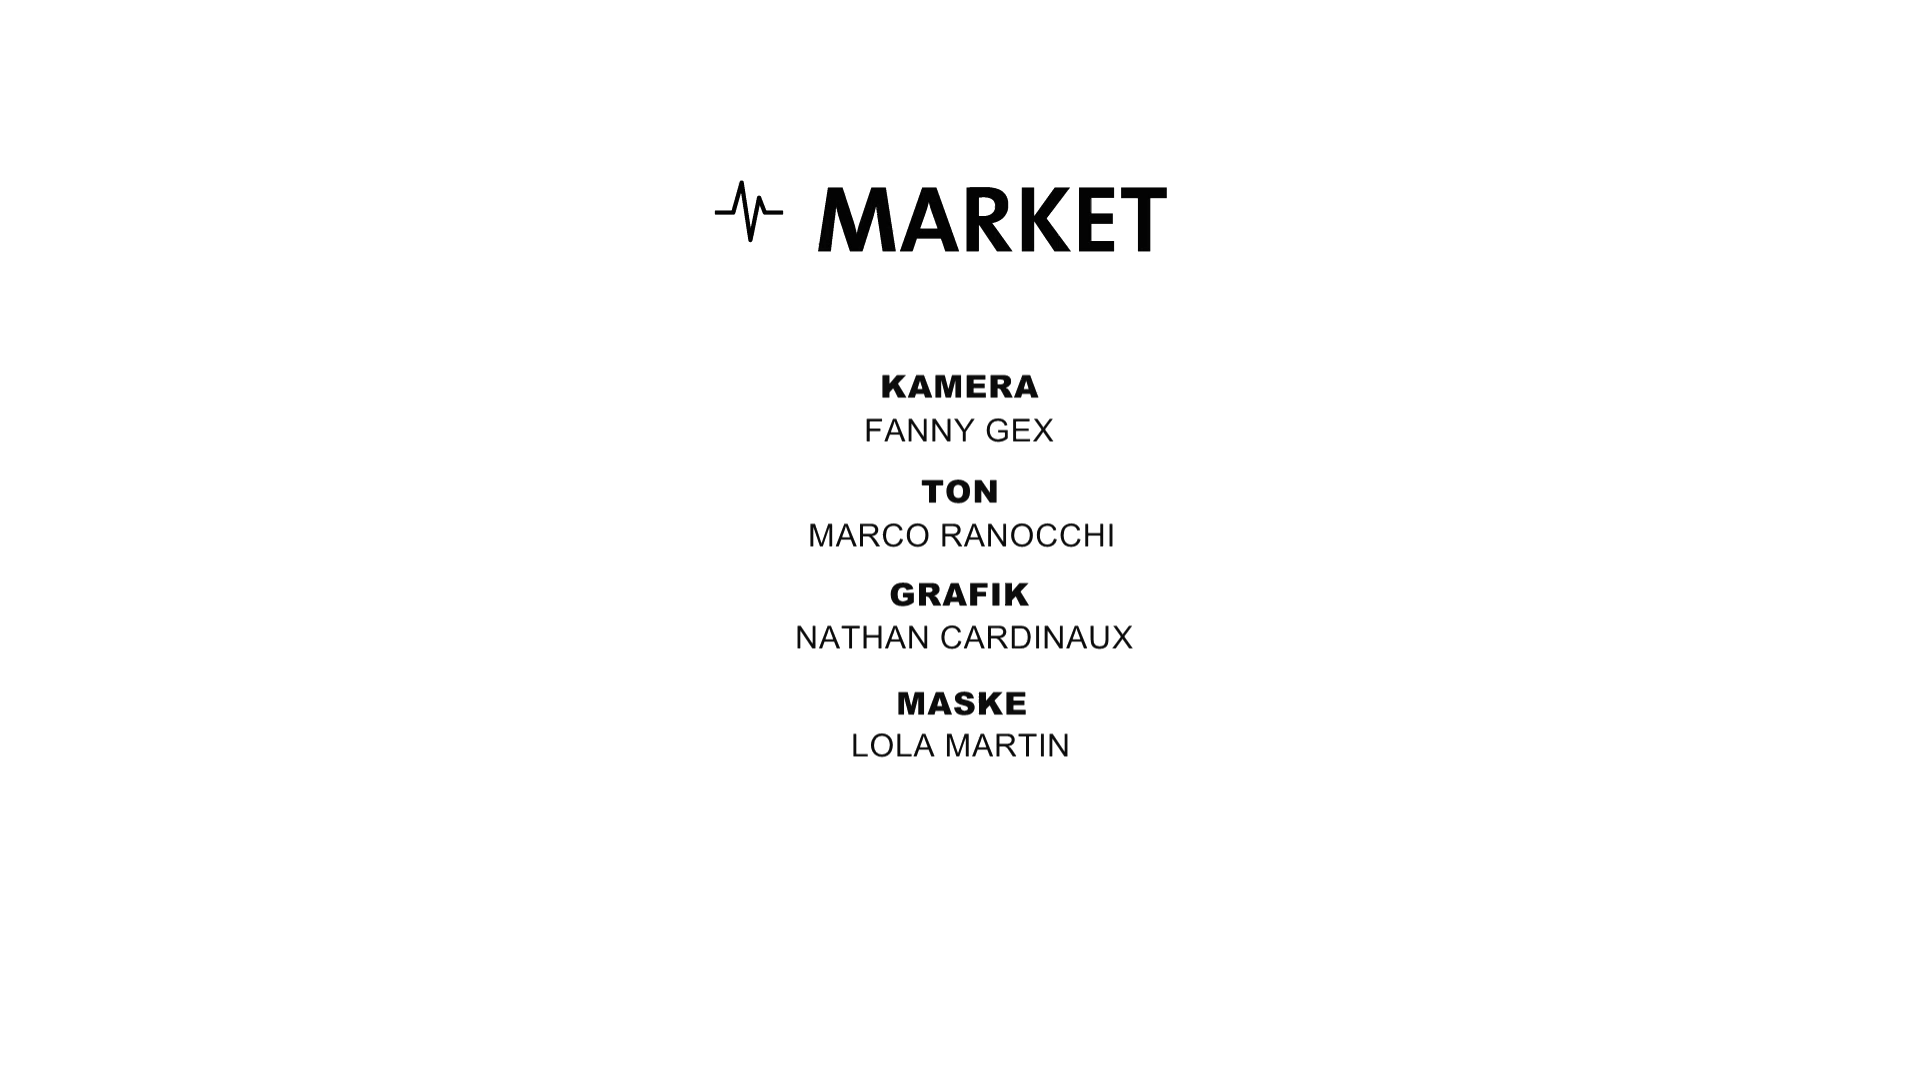 MARKET
KAMERA
FANNY GEX
TON
MARCO RANOCCHI
GRAFIK
NATHAN CARDINAUX
MASKE
LOLA MARTIN